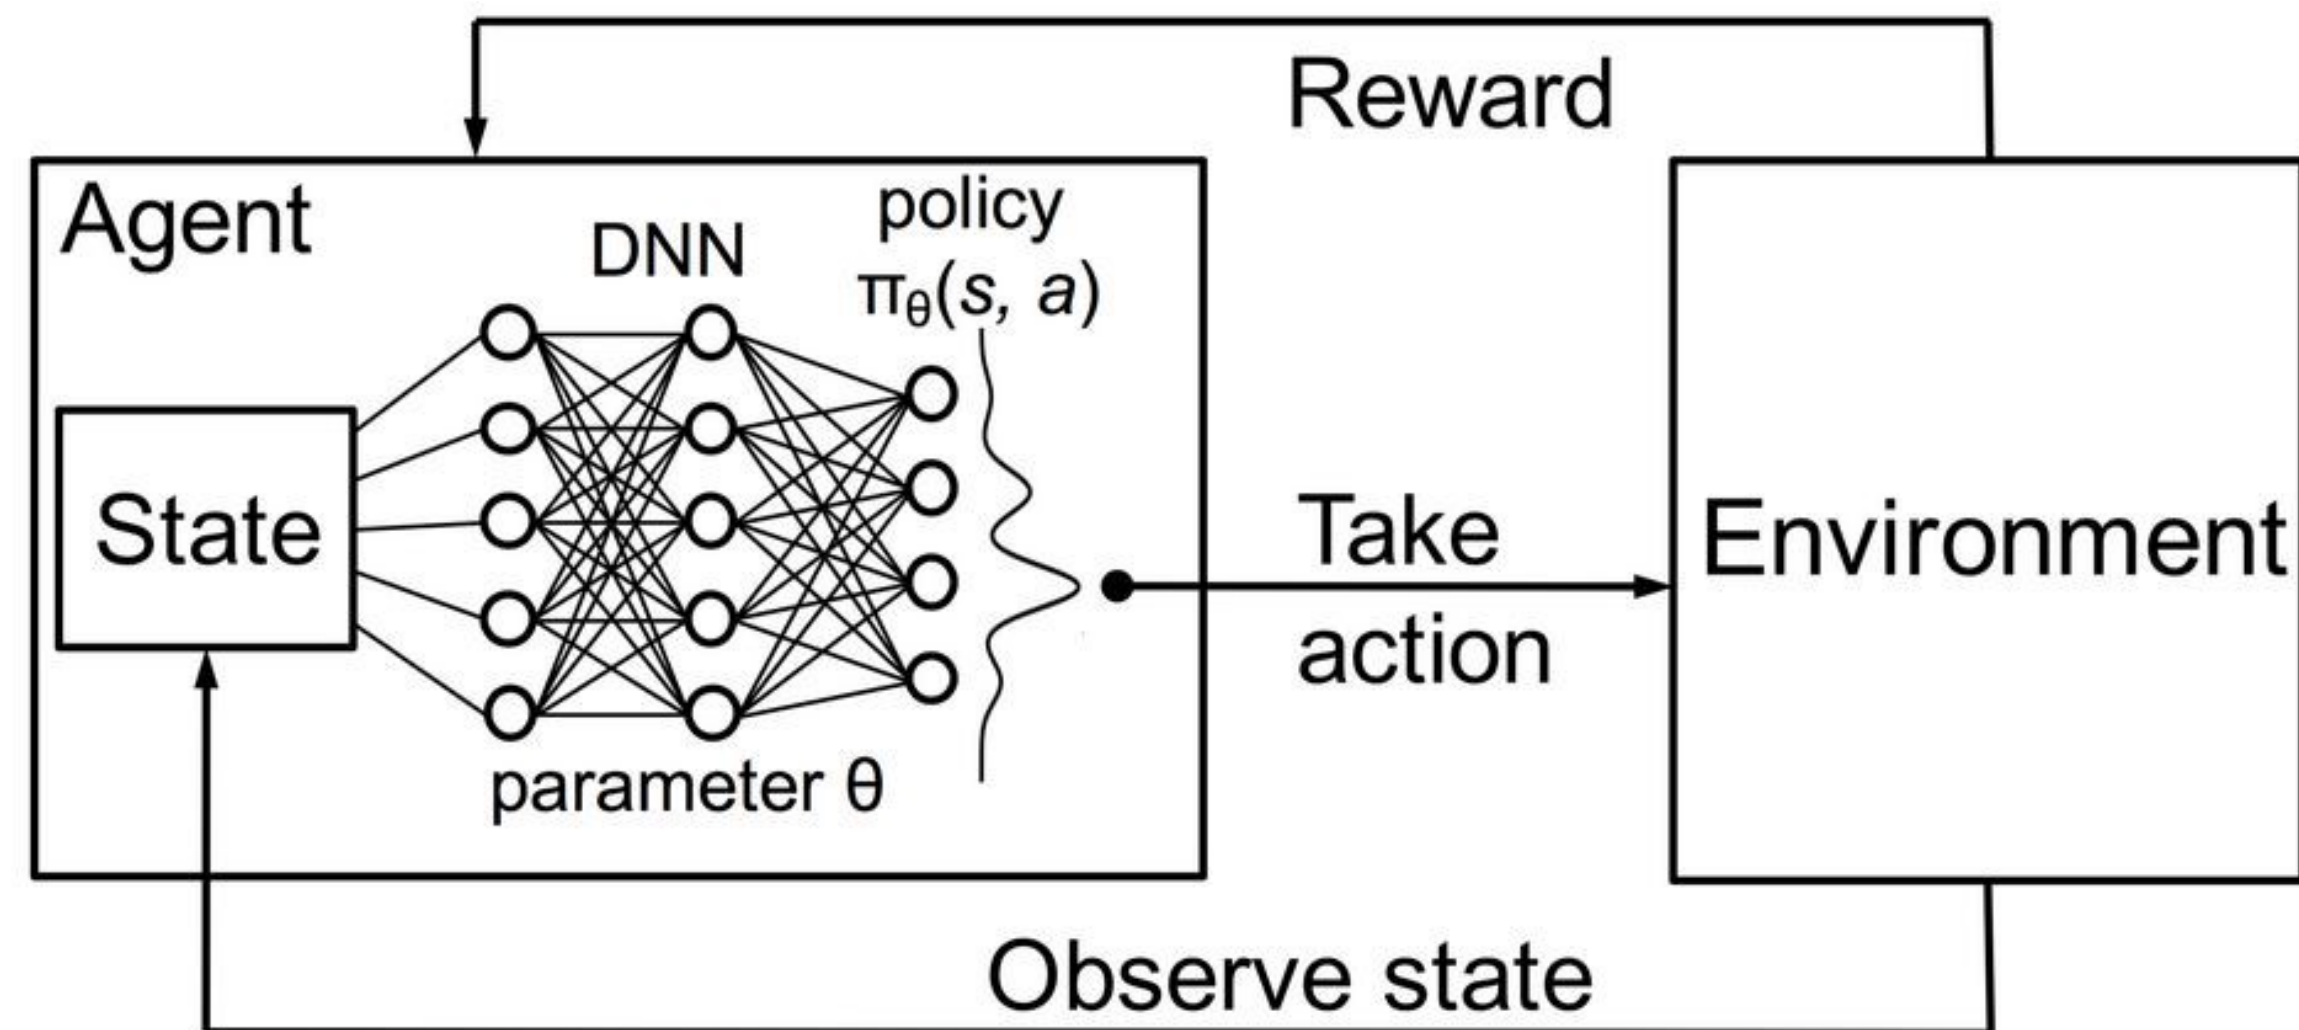 Reward
Agent
policy
DNN
πθ(s, a)
State
Take
action
Environment
parameter θ
Observe state